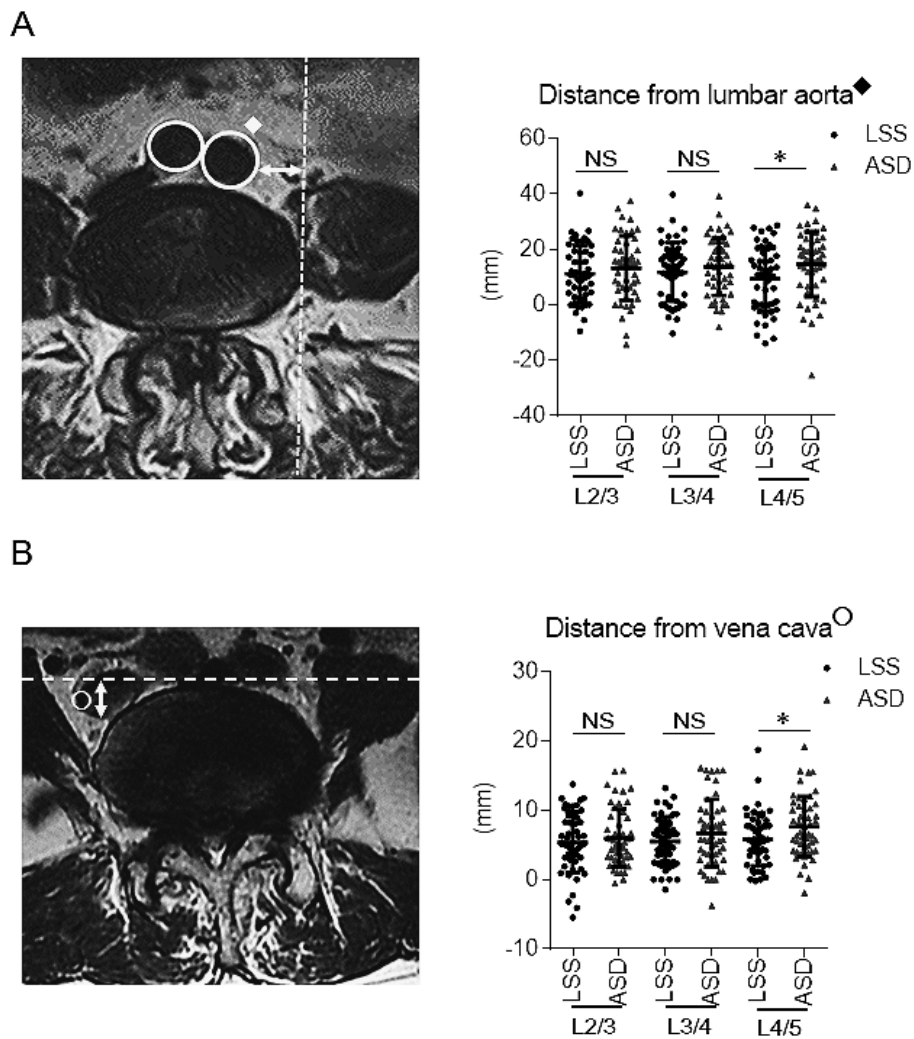 A
Distance from lumbar aorta◆
● LSS
▲ ASD
(mm)
60
40
20
0
-20
-40
NS
NS
*
LSS
ASD
LSS
ASD
LSS
ASD
L2/3
L3/4
L4/5
B
Distance from vena cava○
● LSS
▲ ASD
(mm)
30
20
10
0
-10
NS
NS
*
LSS
ASD
LSS
ASD
LSS
ASD
L2/3
L3/4
L4/5